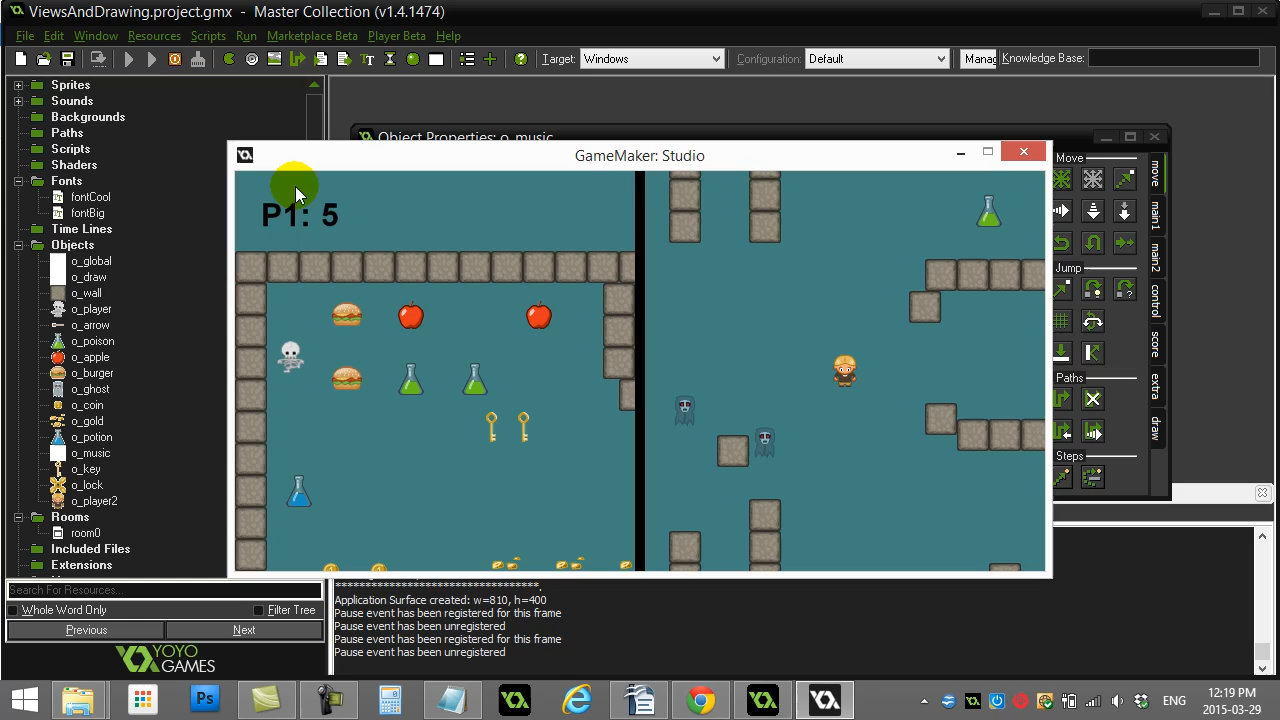 ViewsAndDrawing.project.gmx - Master Collection (v1.4.1474)
File Edit Window Resources Scripts Run Marketplace Beta Player Beta Help
Target: Windows Configuration: Default Manag Knowledge Base:
Sprites
Sounds
Backgrounds
Paths
Scripts
Shaders
Fonts
fontCool
fontBig
Time Lines
Objects
o_global
o_draw
o_wall
o_player
o_arrow
o_poison
o_apple
o_burger
o_ghost
o_coin
o_gold
o_potion
o_music
o_key
o_lock
o_player2
Rooms
room0
Included Files
Extensions
Search For Resources...
Whole Word Only Filter Tree
Previous Next
YOYO
GAMES
Object Properties: o_music
GameMaker: Studio
P1: 5
Move
Jump
Paths
Steps
move
main1
main2
control
score
extra
draw
Application Surface created: w=810, h=400
Pause event has been registered for this frame
Pause event has been unregistered
Pause event has been registered for this frame
Pause event has been unregistered
Ps
ENG
12:19 PM
2015-03-29